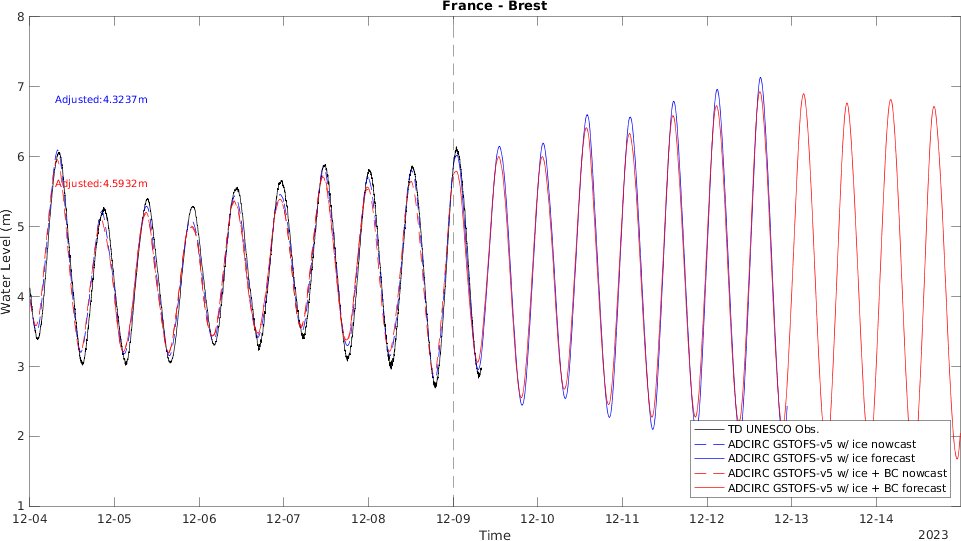 France - Brest
8
7
6
5
4
3
2
1
Water Level (m)
Adjusted:4.3237m
Adjusted:4.5932m
TD UNESCO Obs.
ADCIRC GSTOFS-v5 w/ ice nowcast
ADCIRC GSTOFS-v5 w/ ice forecast
ADCIRC GSTOFS-v5 w/ ice + BC nowcast
ADCIRC GSTOFS-v5 w/ ice + BC forecast
12-04 12-05 12-06 12-07 12-08 12-09 12-10 12-11 12-12 12-13 12-14
Time
2023